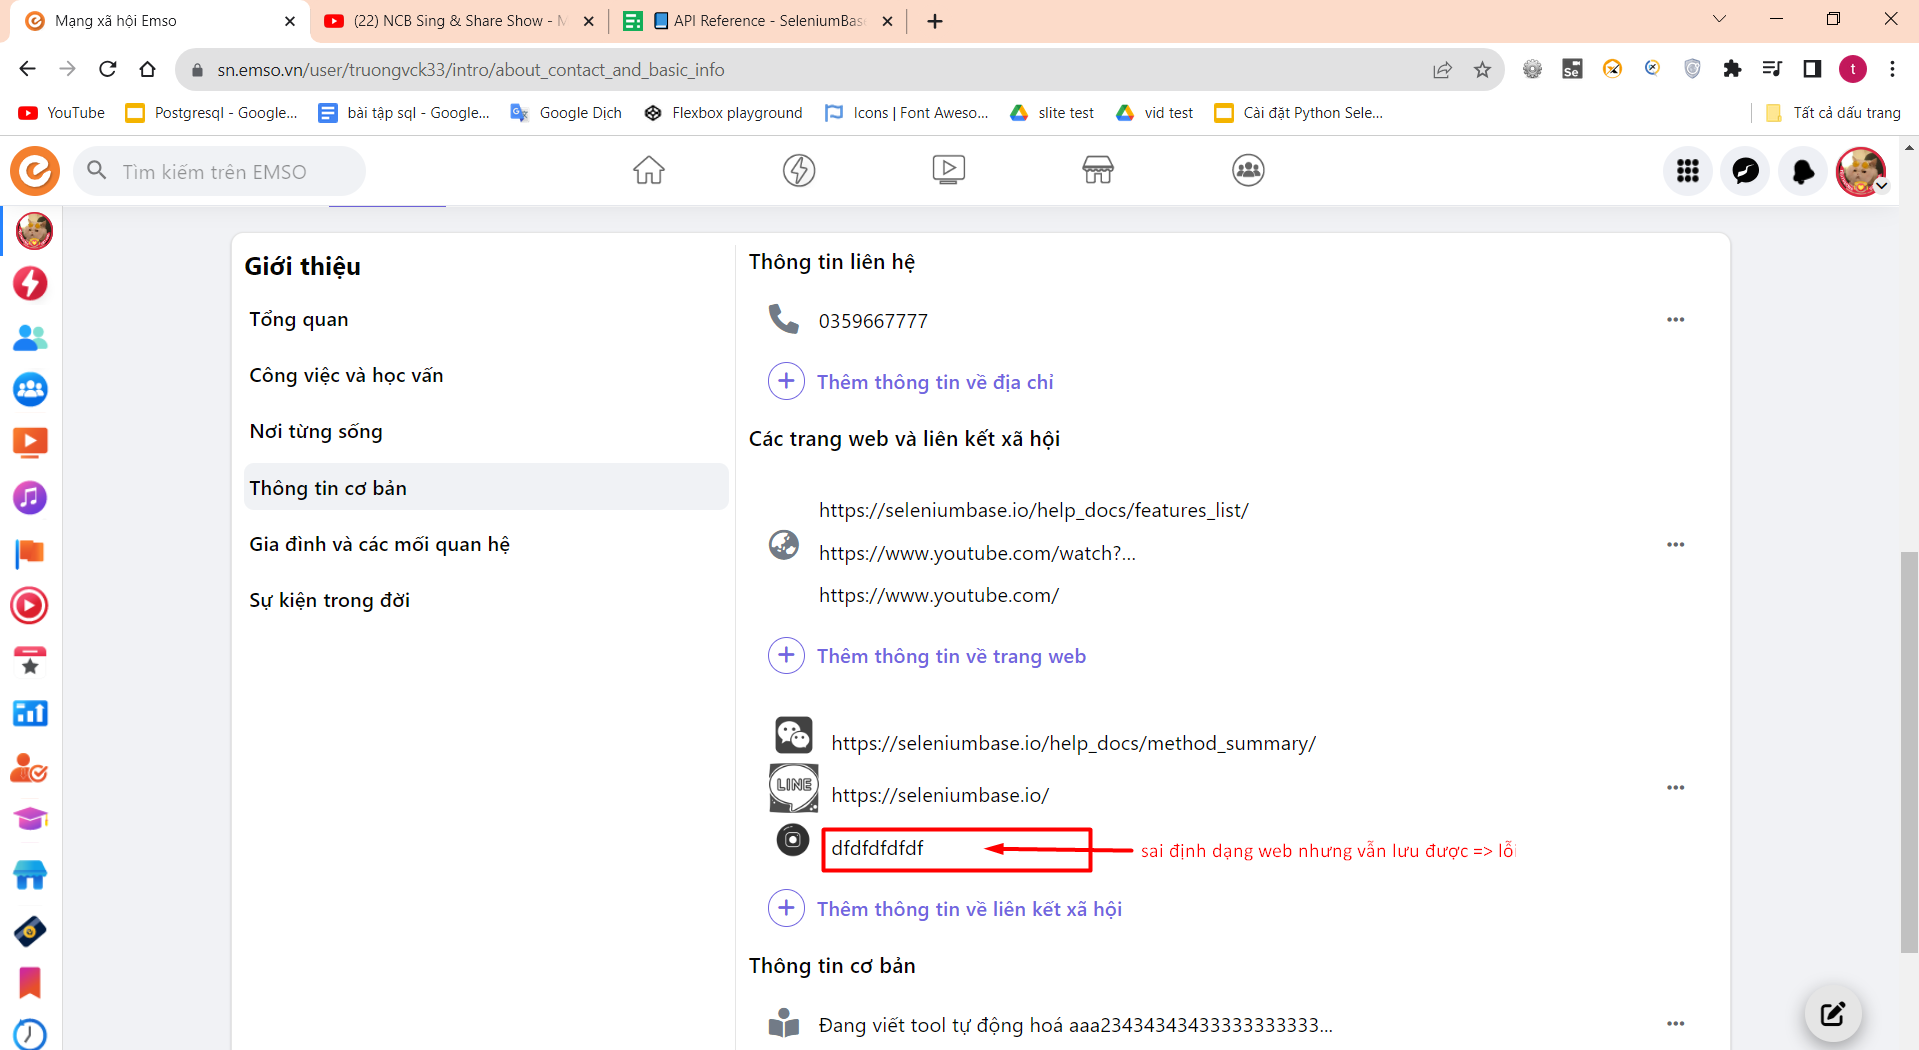 Mạng xã hội Emso
(22) NCB Sing & Share Show - M
API Reference - SeleniumBas
sn.emso.vn/user/truongvck33/intro/about_contact_and_basic_info
Se
t
YouTube
Postgresql - Google...
bài tập sql - Google...
Google Dịch
Flexbox playground
Icons | Font Aweso...
slite test
vid test
Cài đặt Python Sele...
Tất cả dấu trang
Tìm kiếm trên EMSO
Giới thiệu
Tổng quan
Công việc và học vấn
Nơi từng sống
Thông tin cơ bản
Gia đình và các mối quan hệ
Sự kiện trong đời
Thông tin liên hệ
0359667777
Thêm thông tin về địa chỉ
Các trang web và liên kết xã hội
https://seleniumbase.io/help_docs/features_list/
https://www.youtube.com/watch?...
https://www.youtube.com/
Thêm thông tin về trang web
https://seleniumbase.io/help_docs/method_summary/
LINE
https://seleniumbase.io/
dfdfdfdfdf
sai định dạng web nhưng vẫn lưu được => lỗi
Thêm thông tin về liên kết xã hội
Thông tin cơ bản
Đang viết tool tự động hoá aaa23434343433333333333...